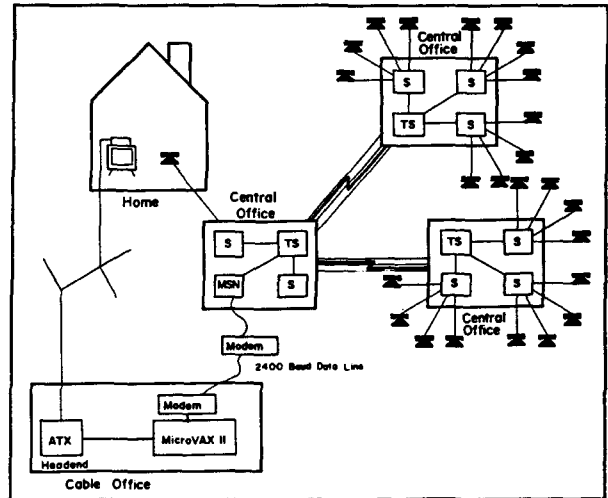 Central
Office
S
S
TS
S
Home
Central
Office
S
TS
MSN
S
TS
S
S
S
Central
Office
Modem
2400 Baud Data Line
Modem
ATX
MicroVAX II
Headend
Cable Office